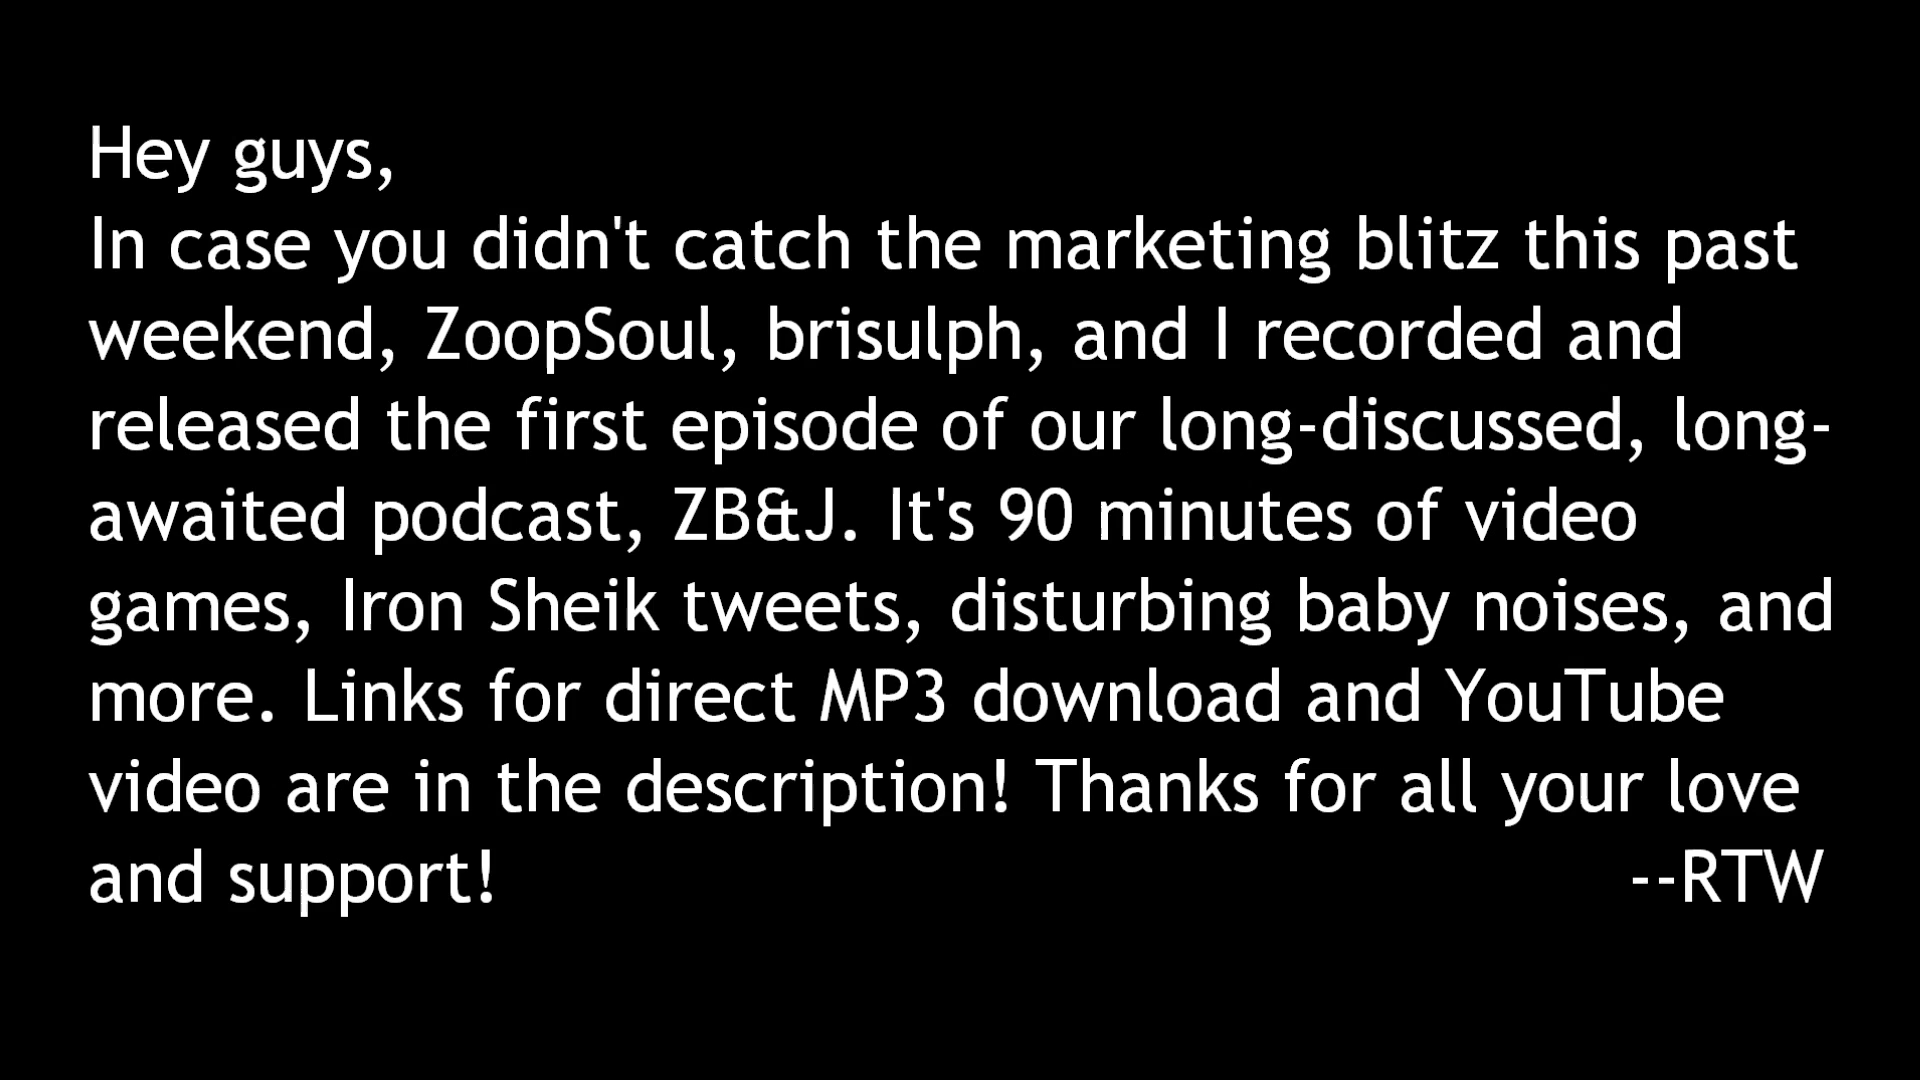 Hey guys,
In case you didn't catch the marketing blitz this past
weekend, ZoopSoul, brisulph, and I recorded and
released the first episode of our long-discussed, long-
awaited podcast, ZB&J. It's 90 minutes of video
games, Iron Sheik tweets, disturbing baby noises, and
more. Links for direct MP3 download and YouTube
video are in the description! Thanks for all your love
and support! --RTW